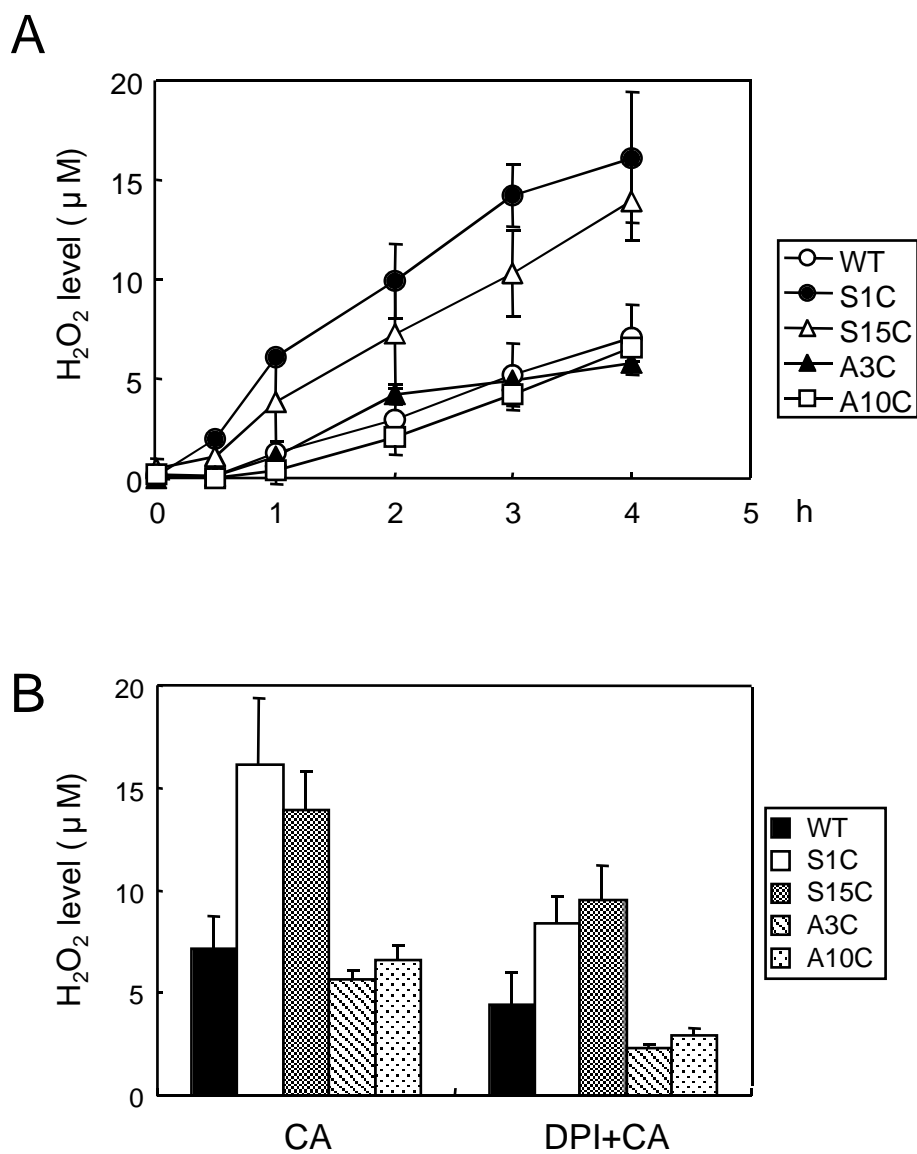 A
20
15
10
5
0
H₂O₂ level ( μ M)
0 1 2 3 4 5 h
WT
S1C
S15C
A3C
A10C
B
20
15
10
5
0
H₂O₂ level ( μ M)
CA DPI+CA
WT
S1C
S15C
A3C
A10C